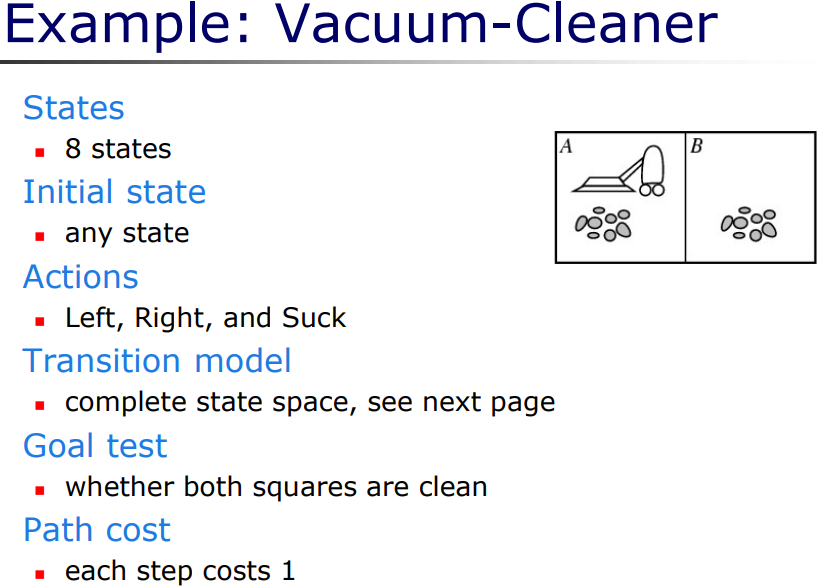 Example: Vacuum-Cleaner
States
8 states
Initial state
any state
Actions
Left, Right, and Suck
Transition model
complete state space, see next page
Goal test
whether both squares are clean
Path cost
each step costs 1
A
B